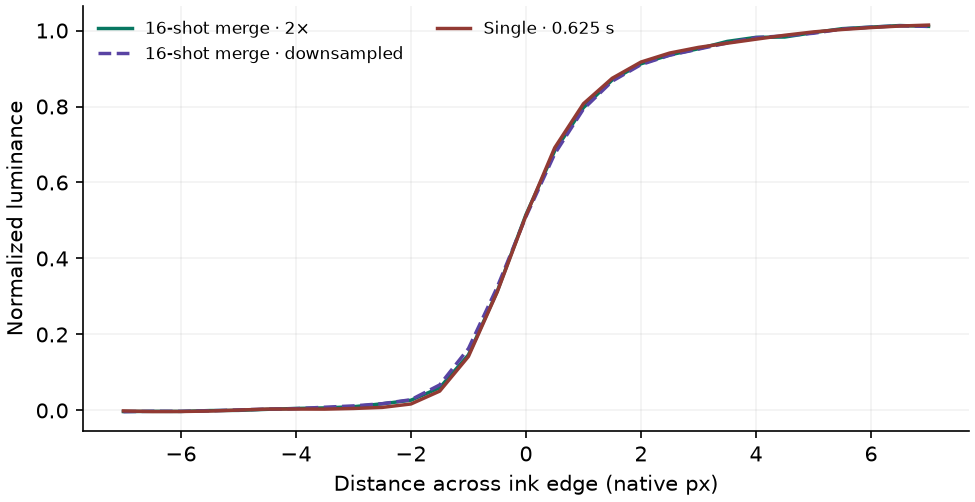 16-shot merge · 2×
16-shot merge · downsampled
Single · 0.625 s
Normalized luminance
1.0
0.8
0.6
0.4
0.2
0.0
−6
−4
−2
0
2
4
6
Distance across ink edge (native px)